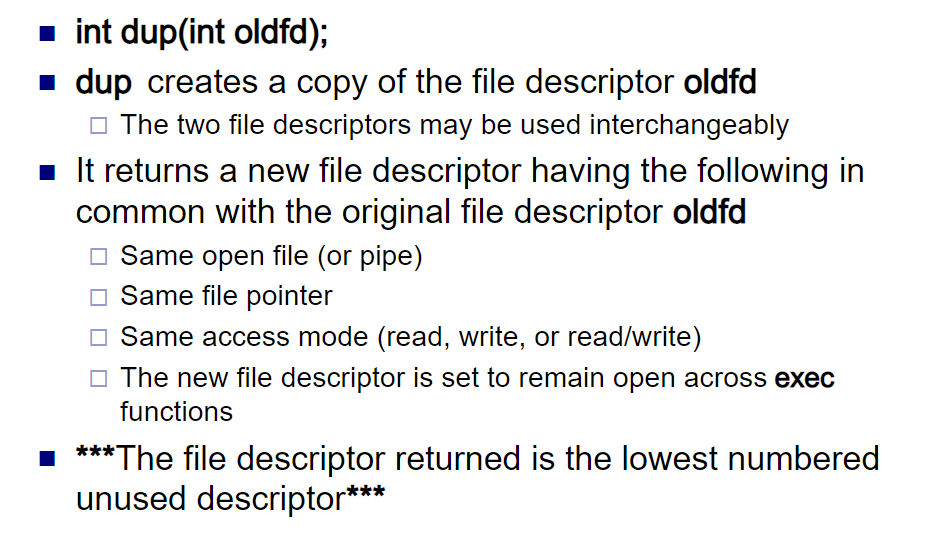 int dup(int oldfd);
dup creates a copy of the file descriptor oldfd
The two file descriptors may be used interchangeably
It returns a new file descriptor having the following in
common with the original file descriptor oldfd
Same open file (or pipe)
Same file pointer
Same access mode (read, write, or read/write)
The new file descriptor is set to remain open across exec
functions
***The file descriptor returned is the lowest numbered
unused descriptor***